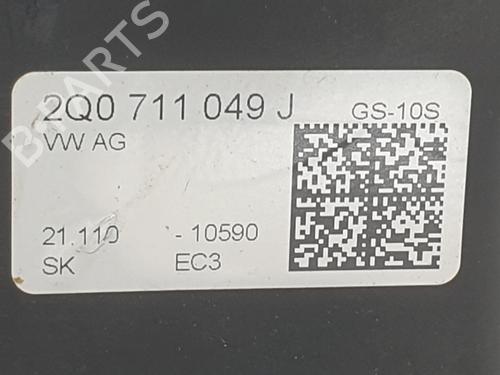 2Q0 711 049 J GS-10S
VW AG
21.110 - 10590
SK EC3
B-PARTS